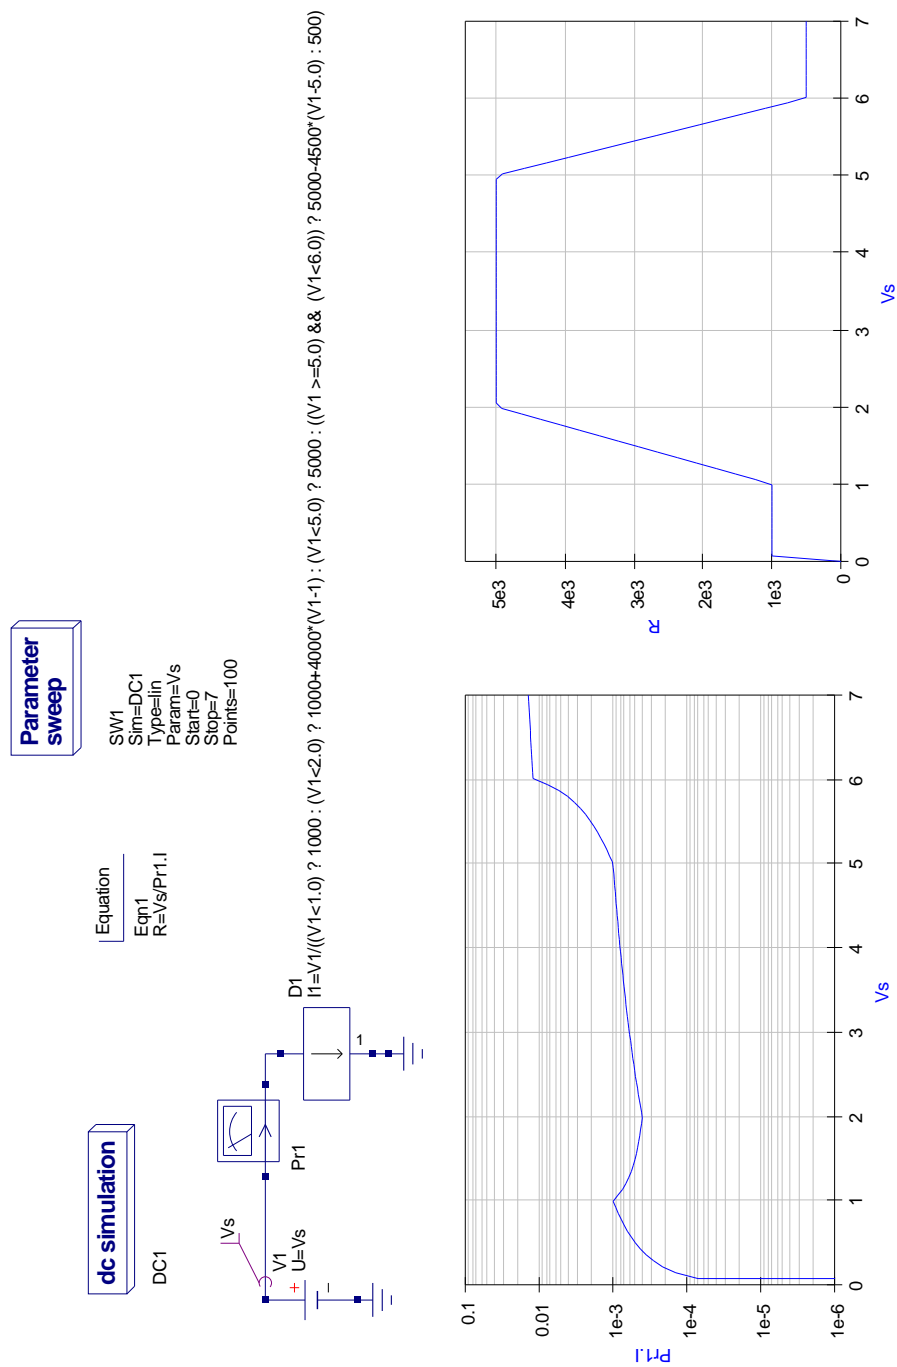 dc simulation
DC1
Equation
Eqn1
R=Vs/Pr1.I
Parameter
sweep
SW1
Sim=DC1
Type=lin
Param=Vs
Start=0
Stop=7
Points=100
Vs
V1
U=Vs
+
–
Pr1
D1
I1=V1/((V1<1.0) ? 1000 : (V1<2.0) ? 1000+4000*(V1-1) : (V1<5.0) ? 5000 : ((V1 >=5.0) && (V1<6.0)) ? 5000-4500*(V1-5.0) : 500)
1
0.1
0.01
1e-3
1e-4
1e-5
1e-6
Pr1.I
0 1 2 3 4 5 6 7
Vs
5e3
4e3
3e3
2e3
1e3
0
R
0 1 2 3 4 5 6 7
Vs